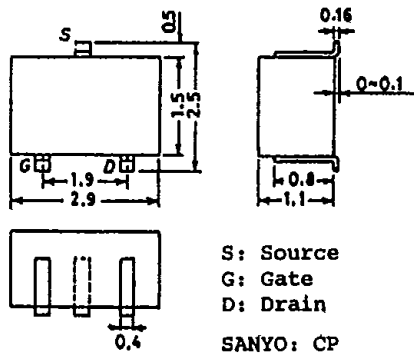 S
0.5
0.16
1.5
2.5
0~0.1
G
D
1.9
2.9
0.8
1.1
0.4
S: Source
G: Gate
D: Drain
SANYO: CP